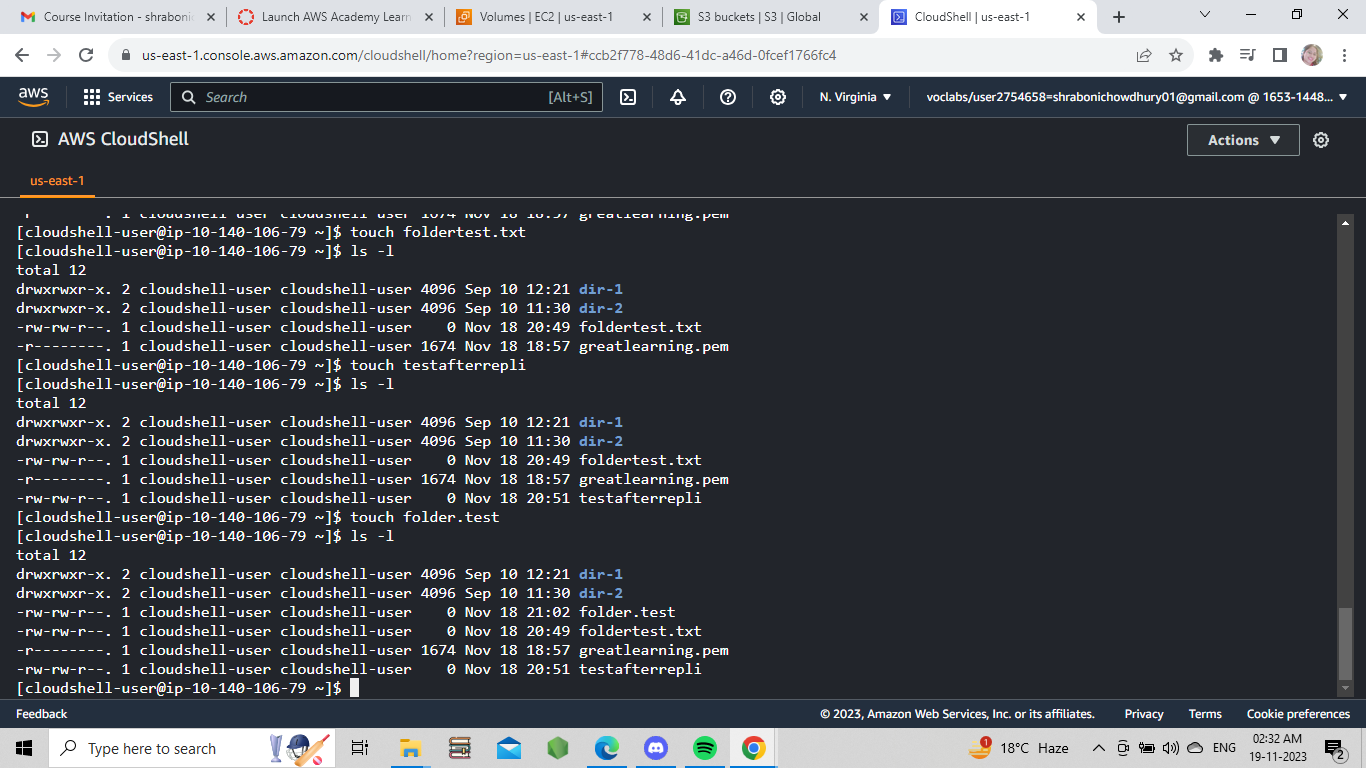 Course Invitation - shrabonic
Launch AWS Academy Learn
Volumes | EC2 | us-east-1
S3 buckets | S3 | Global
CloudShell | us-east-1
us-east-1.console.aws.amazon.com/cloudshell/home?region=us-east-1#ccb2f778-48d6-41dc-a46d-0fcef1766fc4
aws
Services
Search
[Alt+S]
N. Virginia
voclabs/user2754658=shrabonichowdhury01@gmail.com @ 1653-1448...
AWS CloudShell
Actions
us-east-1
-r--------. 1 cloudshell-user cloudshell-user 1674 Nov 18 18:57 greatlearning.pem
[cloudshell-user@ip-10-140-106-79 ~]$ touch foldertest.txt
[cloudshell-user@ip-10-140-106-79 ~]$ ls -l
total 12
drwxrwxr-x. 2 cloudshell-user cloudshell-user 4096 Sep 10 12:21 dir-1
drwxrwxr-x. 2 cloudshell-user cloudshell-user 4096 Sep 10 11:30 dir-2
-rw-rw-r--. 1 cloudshell-user cloudshell-user    0 Nov 18 20:49 foldertest.txt
-r--------. 1 cloudshell-user cloudshell-user 1674 Nov 18 18:57 greatlearning.pem
[cloudshell-user@ip-10-140-106-79 ~]$ touch testafterrepli
[cloudshell-user@ip-10-140-106-79 ~]$ ls -l
total 12
drwxrwxr-x. 2 cloudshell-user cloudshell-user 4096 Sep 10 12:21 dir-1
drwxrwxr-x. 2 cloudshell-user cloudshell-user 4096 Sep 10 11:30 dir-2
-rw-rw-r--. 1 cloudshell-user cloudshell-user    0 Nov 18 20:49 foldertest.txt
-r--------. 1 cloudshell-user cloudshell-user 1674 Nov 18 18:57 greatlearning.pem
-rw-rw-r--. 1 cloudshell-user cloudshell-user    0 Nov 18 20:51 testafterrepli
[cloudshell-user@ip-10-140-106-79 ~]$ touch folder.test
[cloudshell-user@ip-10-140-106-79 ~]$ ls -l
total 12
drwxrwxr-x. 2 cloudshell-user cloudshell-user 4096 Sep 10 12:21 dir-1
drwxrwxr-x. 2 cloudshell-user cloudshell-user 4096 Sep 10 11:30 dir-2
-rw-rw-r--. 1 cloudshell-user cloudshell-user    0 Nov 18 21:02 folder.test
-rw-rw-r--. 1 cloudshell-user cloudshell-user    0 Nov 18 20:49 foldertest.txt
-r--------. 1 cloudshell-user cloudshell-user 1674 Nov 18 18:57 greatlearning.pem
-rw-rw-r--. 1 cloudshell-user cloudshell-user    0 Nov 18 20:51 testafterrepli
[cloudshell-user@ip-10-140-106-79 ~]$
Feedback
© 2023, Amazon Web Services, Inc. or its affiliates.
Privacy
Terms
Cookie preferences
Type here to search
1
18°C Haze
ENG
02:32 AM
19-11-2023
2